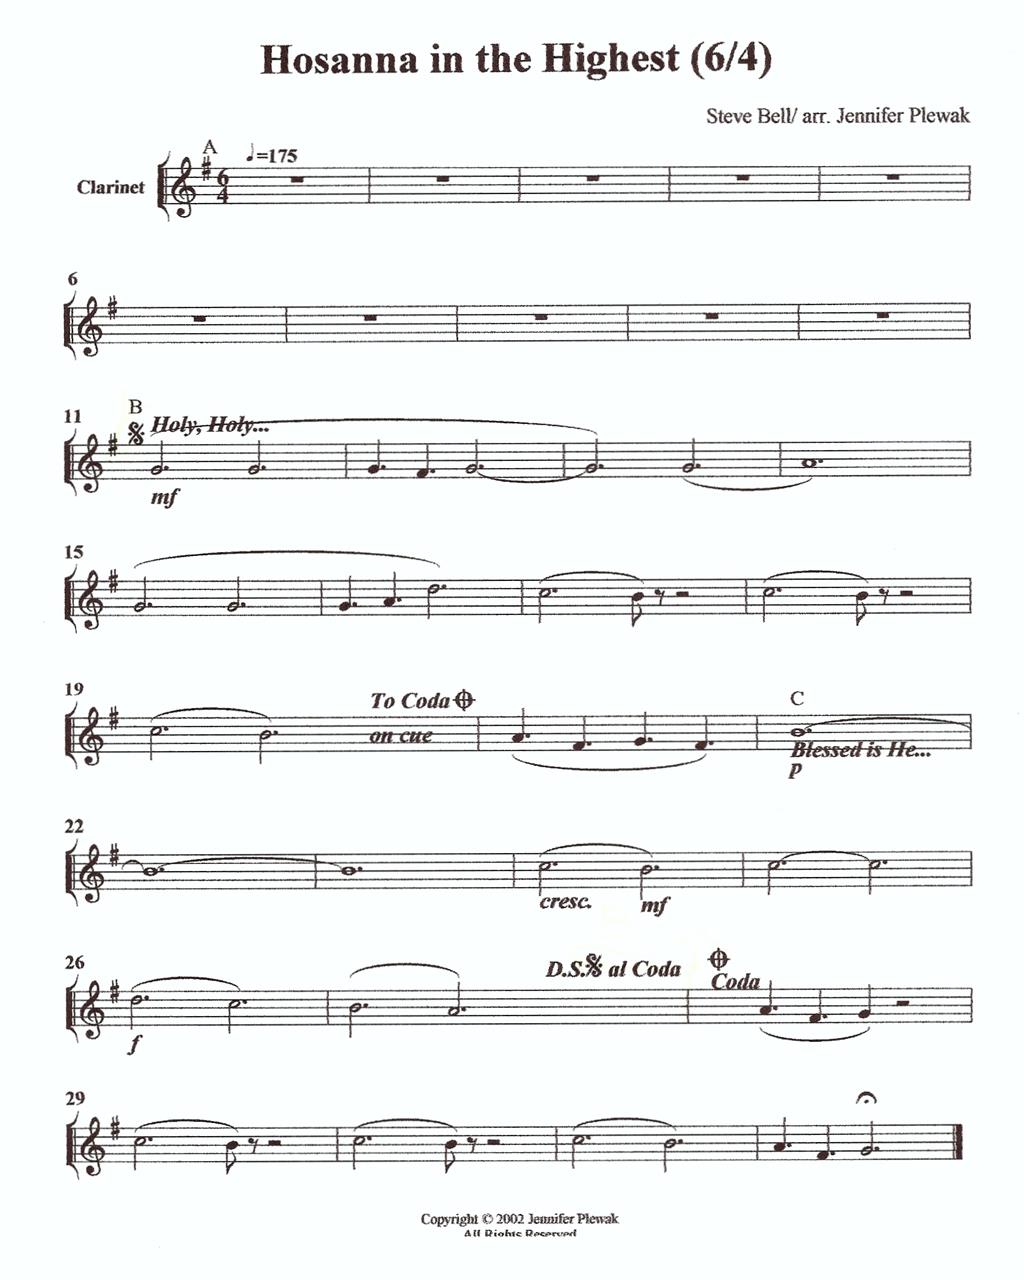 Hosanna in the Highest (6/4)
Steve Bell/ arr. Jennifer Plewak
A
♩=175
Clarinet
6
4
6
11
B
Holy, Holy...
mf
15
19
To Coda
on cue
C
Blessed is He...
p
22
cresc.
mf
26
D.S. al Coda
Coda
f
29
Copyright © 2002 Jennifer Plewak
All Rights Reserved